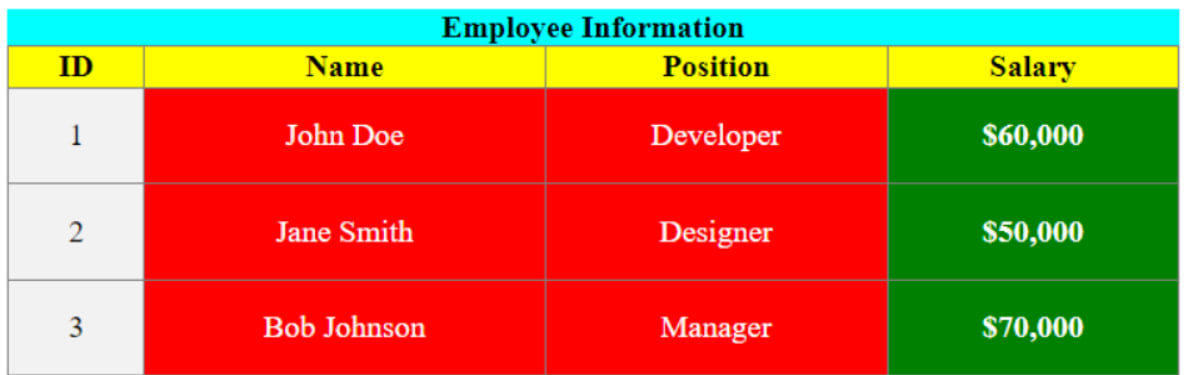 Employee Information
ID Name Position Salary
1 John Doe Developer $60,000
2 Jane Smith Designer $50,000
3 Bob Johnson Manager $70,000